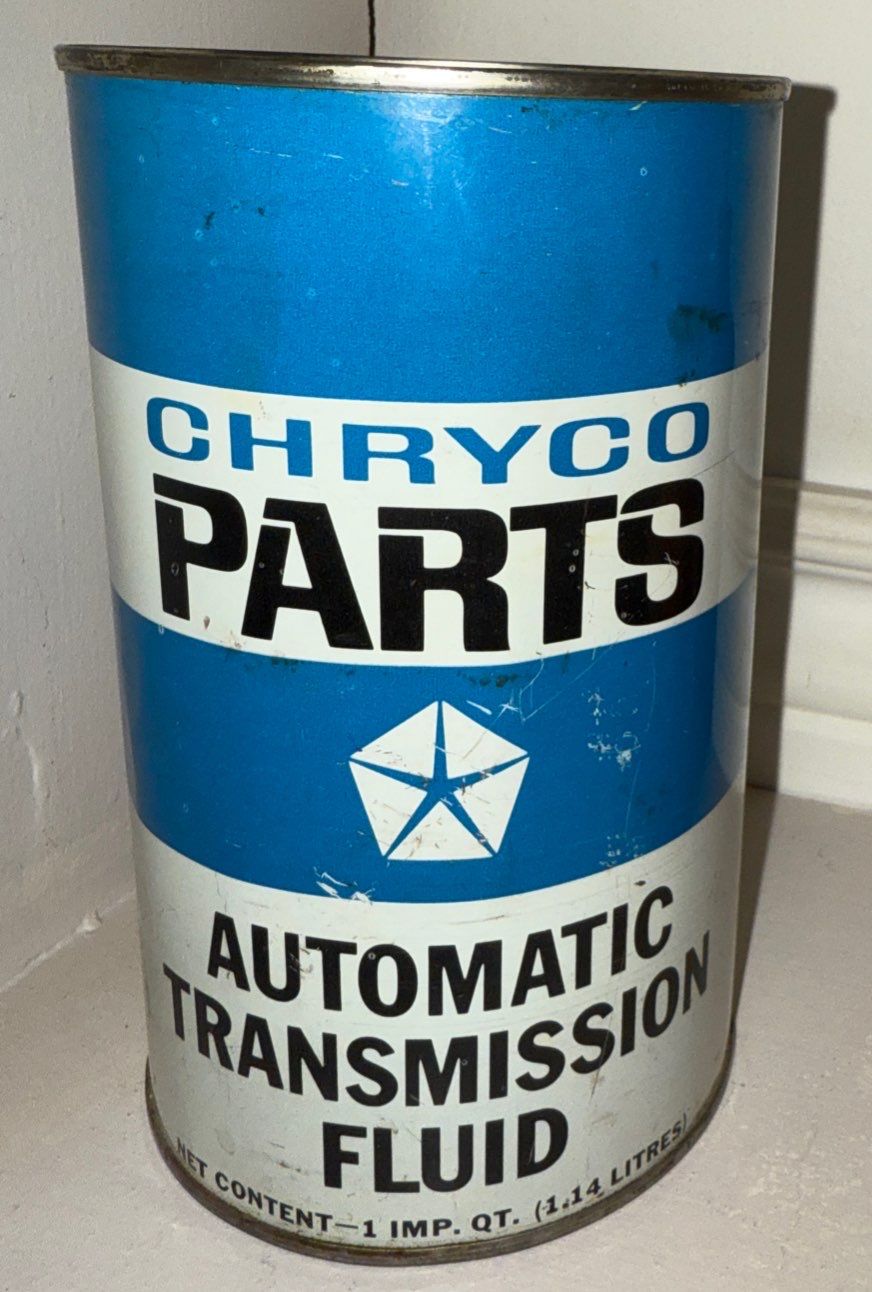 CHRYCO
PARTS
AUTOMATIC
TRANSMISSION
FLUID
NET CONTENT—1 IMP. QT. (1.14 LITRES)